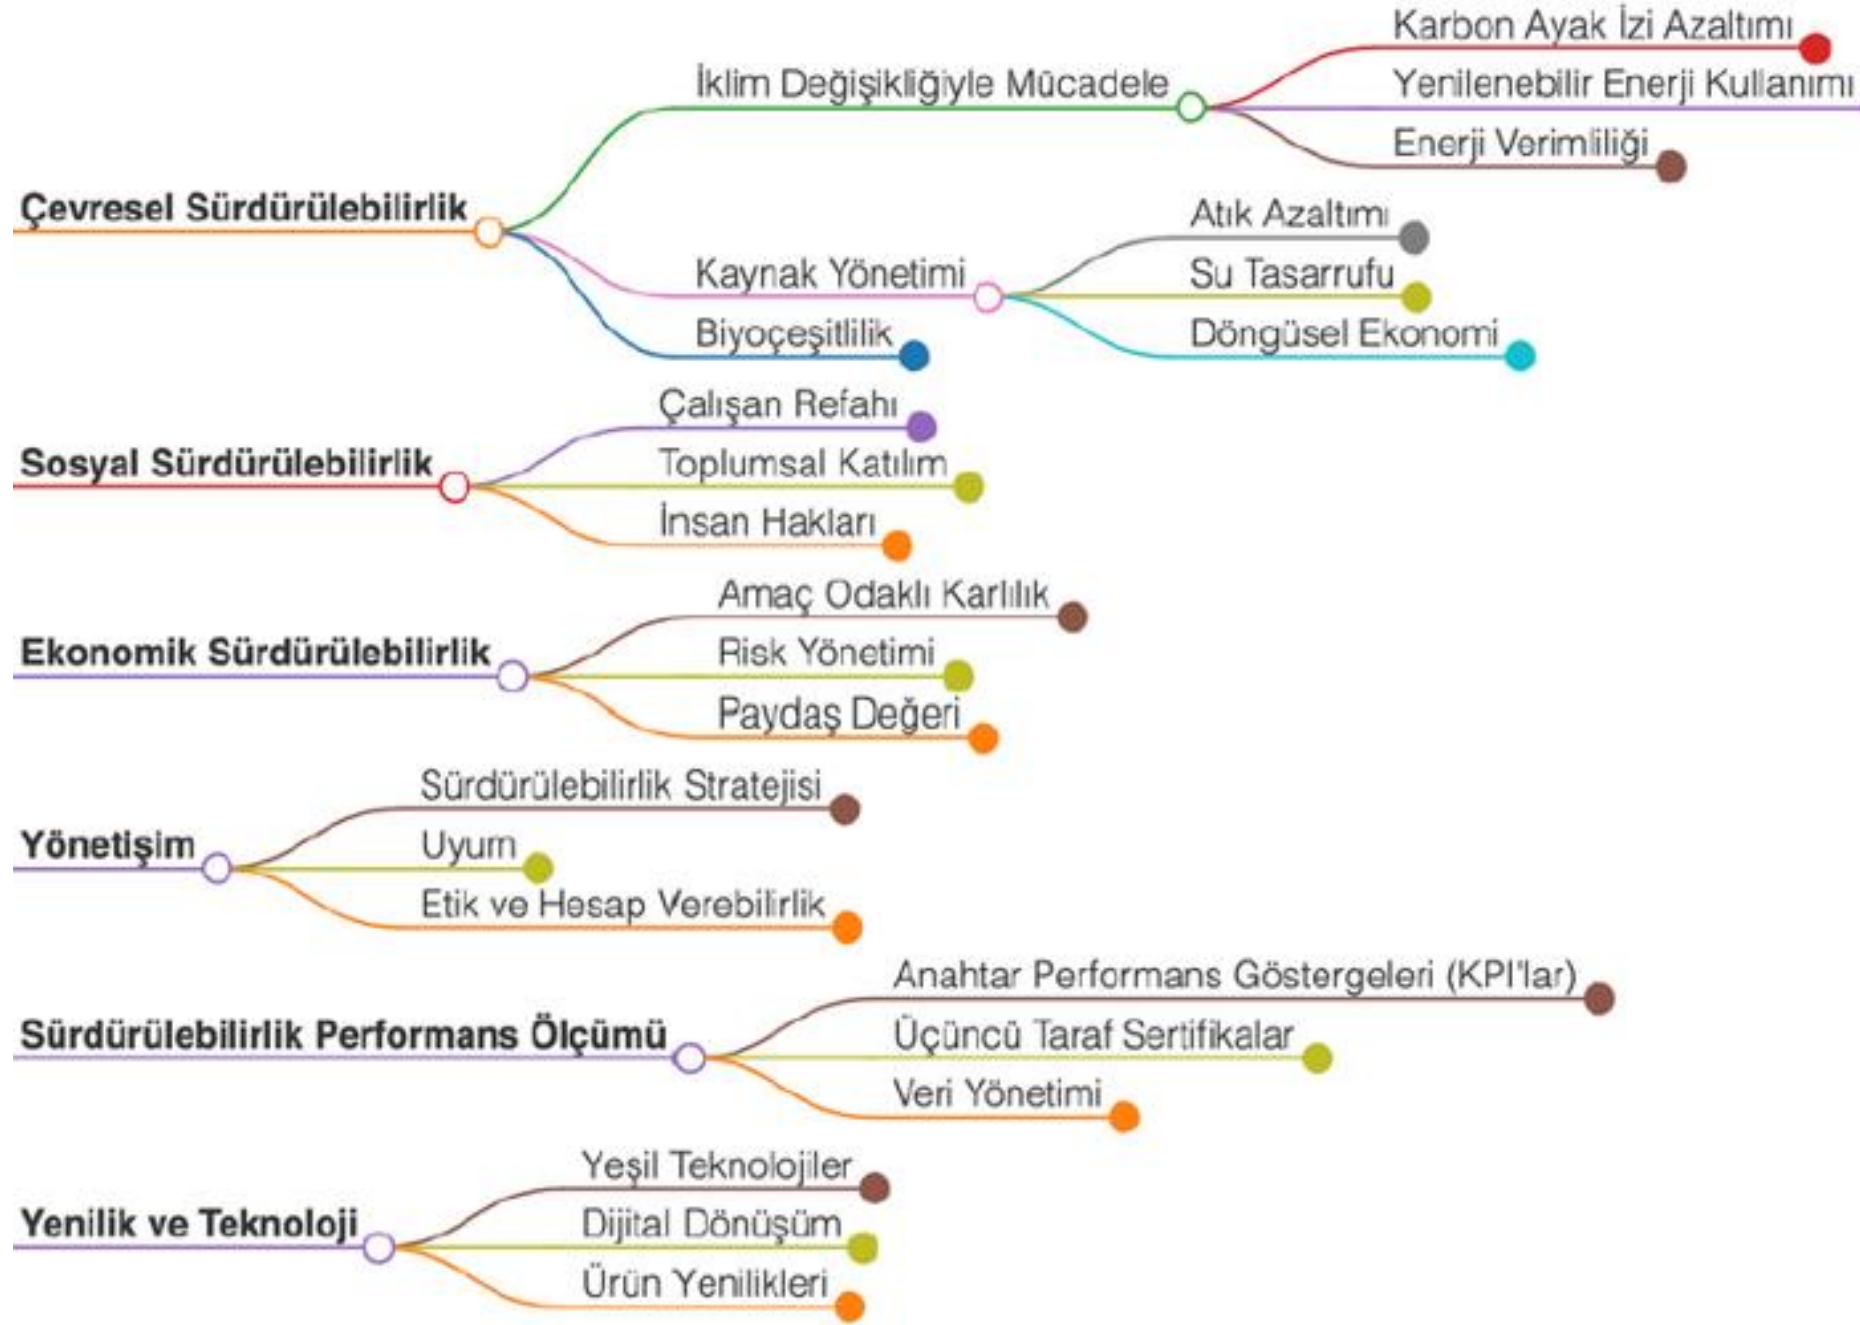 Çevresel Sürdürülebilirlik
İklim Değişikliğiyle Mücadele
Karbon Ayak İzi Azaltımı
Yenilenebilir Enerji Kullanımı
Enerji Verimliliği
Kaynak Yönetimi
Atık Azaltımı
Su Tasarrufu
Döngüsel Ekonomi
Biyoçeşitlilik
Sosyal Sürdürülebilirlik
Çalışan Refahı
Toplumsal Katılım
İnsan Hakları
Ekonomik Sürdürülebilirlik
Amaç Odaklı Karlılık
Risk Yönetimi
Paydaş Değeri
Yönetişim
Sürdürülebilirlik Stratejisi
Uyum
Etik ve Hesap Verebilirlik
Sürdürülebilirlik Performans Ölçümü
Anahtar Performans Göstergeleri (KPI'lar)
Üçüncü Taraf Sertifikalar
Veri Yönetimi
Yenilik ve Teknoloji
Yeşil Teknolojiler
Dijital Dönüşüm
Ürün Yenilikleri